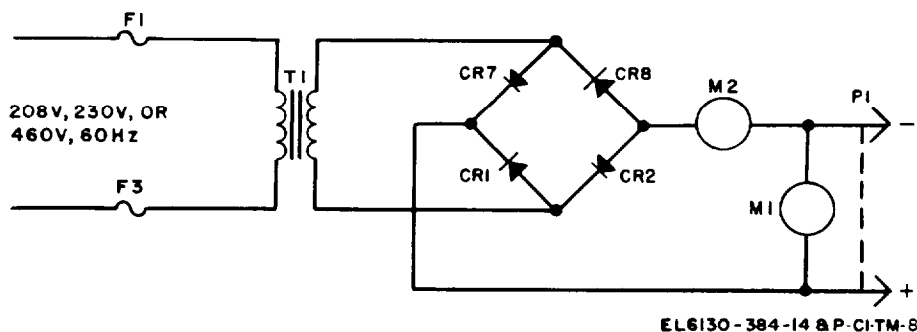 F1
T1
CR7
CR8
M2
P1
208V, 230V, OR
460V, 60Hz
-
F3
CR1
CR2
M1
+
EL6130-384-14&P-C1-TM-8